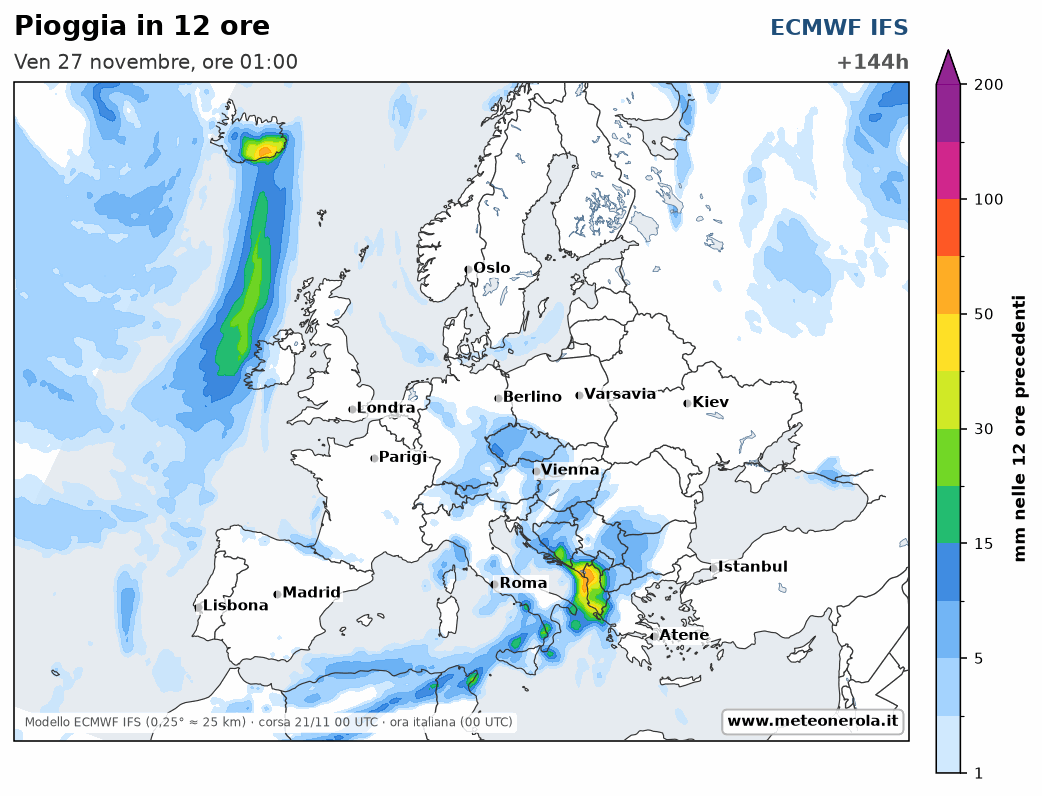 Pioggia in 12 ore
ECMWF IFS
Ven 27 novembre, ore 01:00
+144h
200
100
50
30
15
5
1
mm nelle 12 ore precedenti
Oslo
Berlino
Varsavia
Kiev
Londra
Parigi
Vienna
Istanbul
Roma
Madrid
Lisbona
Atene
Modello ECMWF IFS (0,25° ≈ 25 km) · corsa 21/11 00 UTC · ora italiana (00 UTC)
www.meteonerola.it